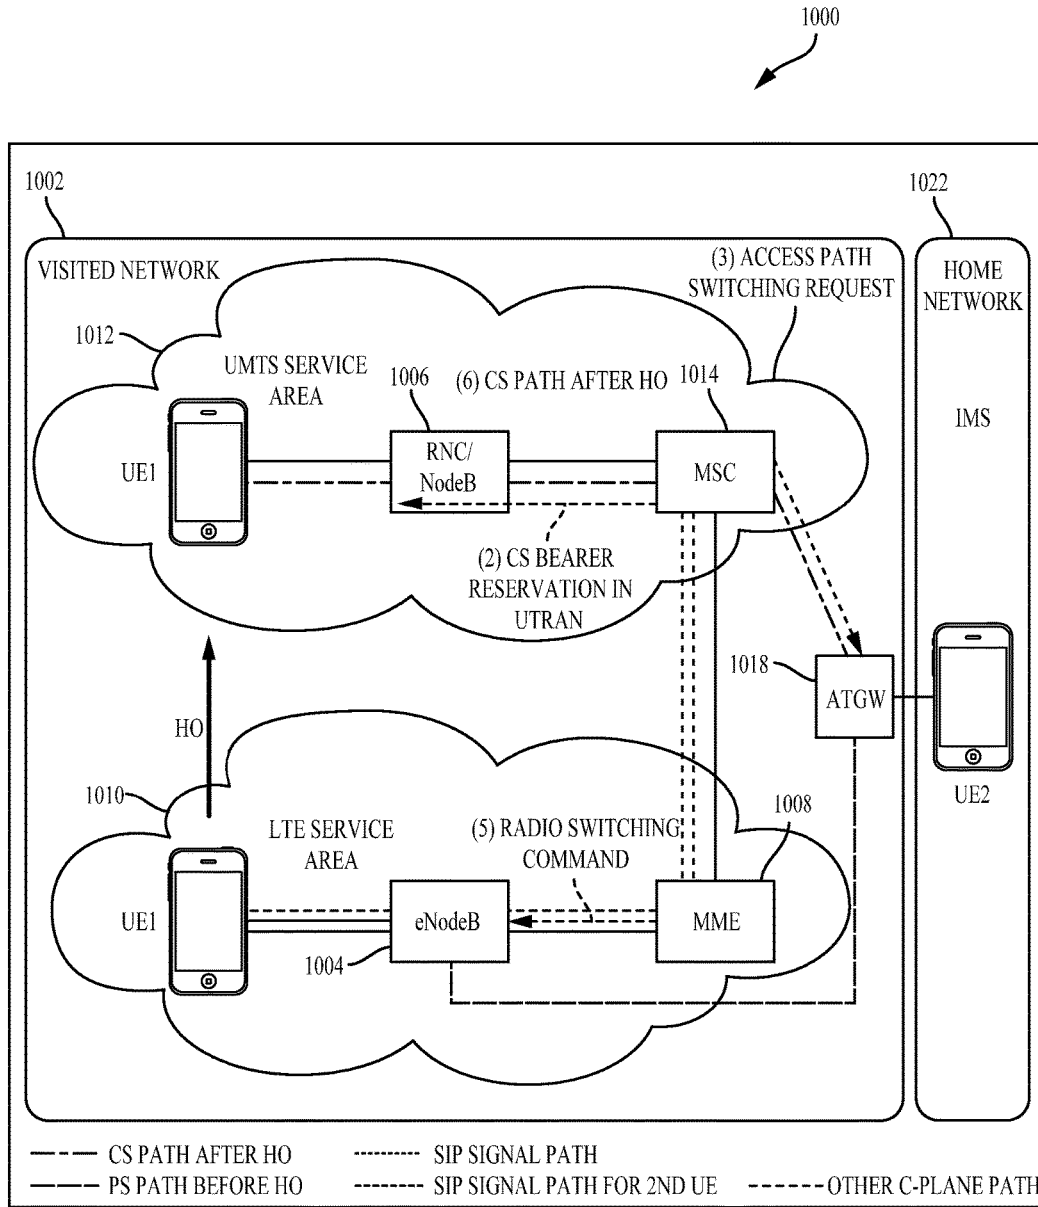 1000
1002
1022
VISITED NETWORK
(3) ACCESS PATH
SWITCHING REQUEST
HOME
NETWORK
1012
UMTS SERVICE
AREA
1006
(6) CS PATH AFTER HO
1014
IMS
UE1
RNC/
NodeB
MSC
(2) CS BEARER
RESERVATION IN
UTRAN
1018
ATGW
HO
UE2
1010
LTE SERVICE
AREA
(5) RADIO SWITCHING
COMMAND
1008
UE1
eNodeB
MME
1004
CS PATH AFTER HO
SIP SIGNAL PATH
PS PATH BEFORE HO
SIP SIGNAL PATH FOR 2ND UE
OTHER C-PLANE PATH